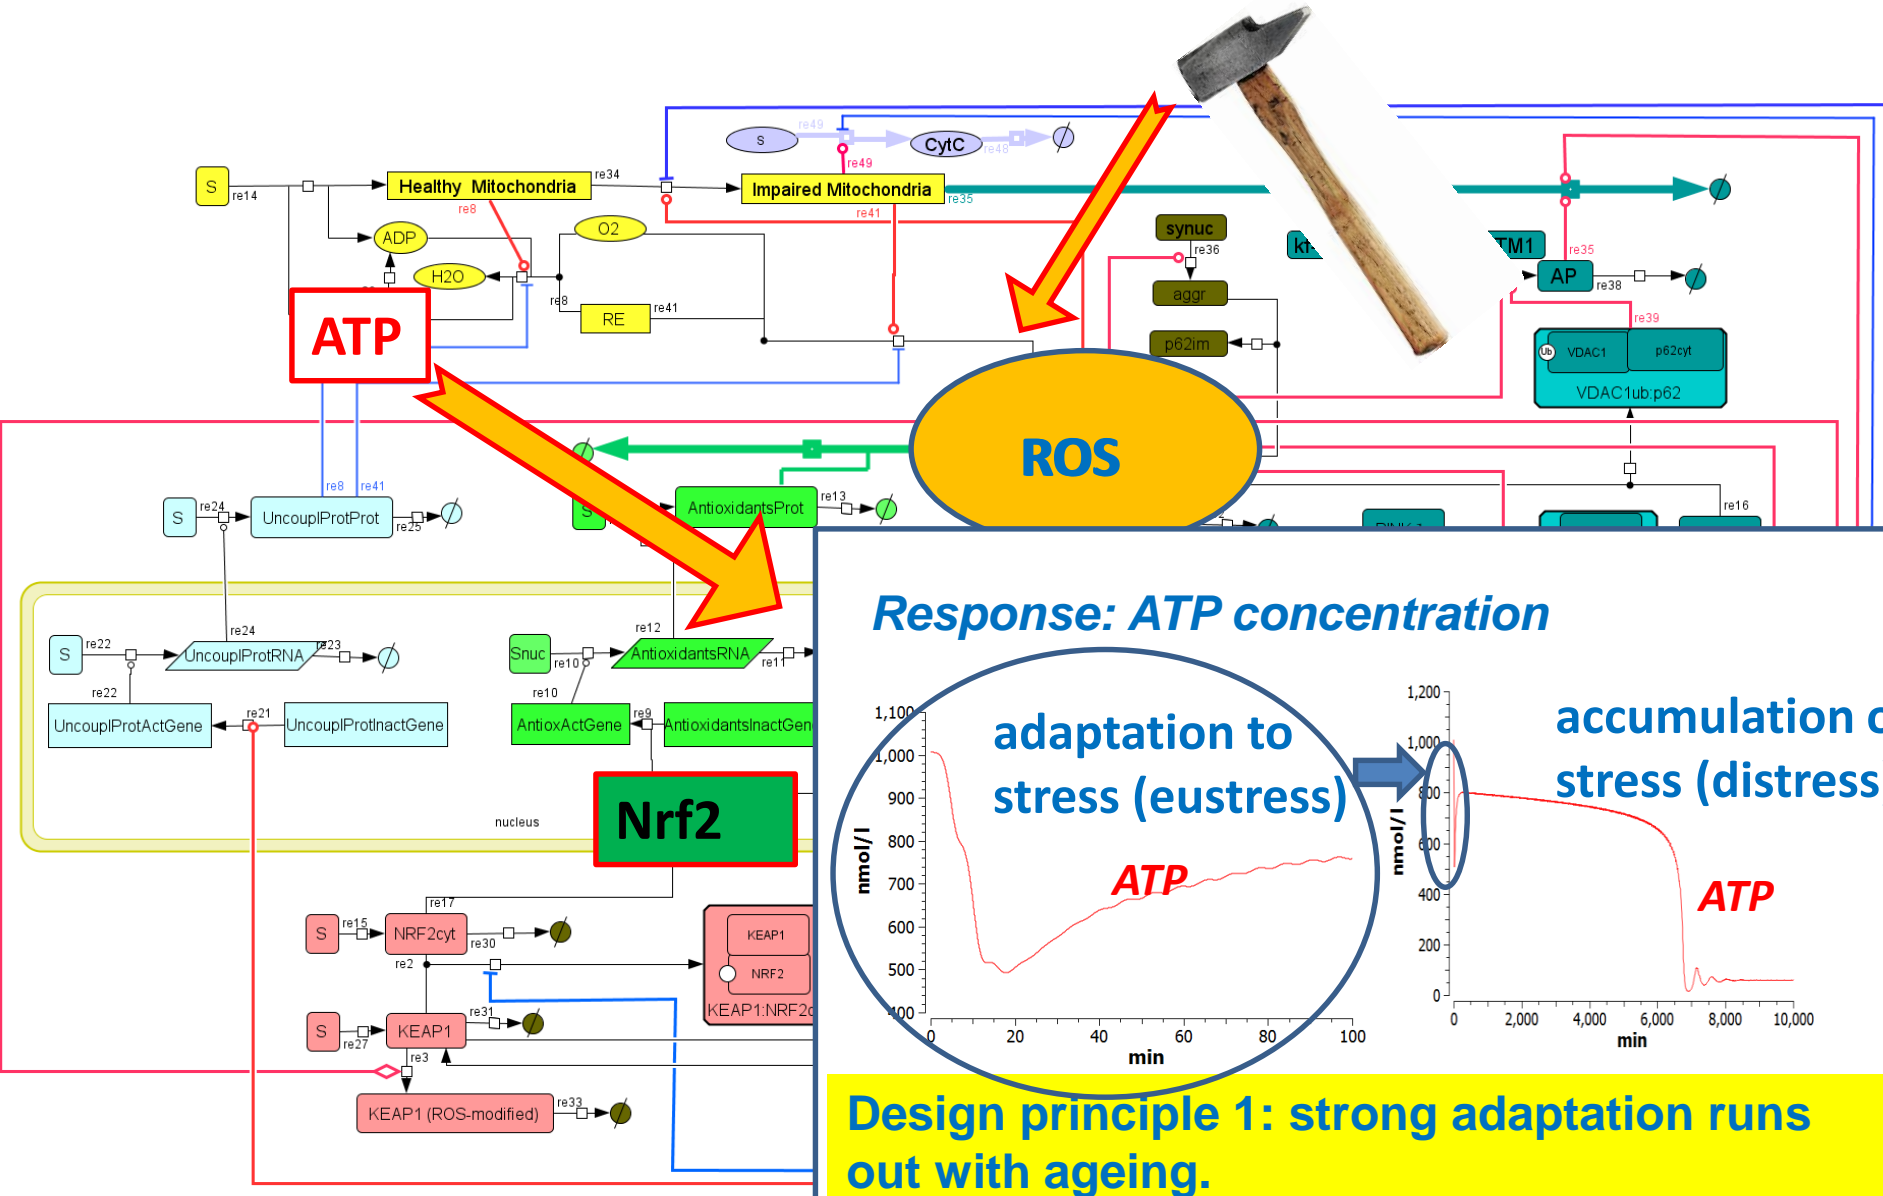 re49
S
CytC
re48
re49
S
re14
Healthy Mitochondria
re34
Impaired Mitochondria
re35
re8
re41
ADP
O2
H2O
re8
RE
re41
ATP
synuc
re36
aggr
p62im
TM1
AP
re35
re38
re39
Ub
VDAC1
p62cyt
VDAC1ub:p62
ROS
re8
re41
S
re24
UncouplProtProt
re25
S
AntioxidantsProt
re13
re16
S
re22
re24
UncouplProtRNA
re23
re22
UncouplProtActGene
re21
UncouplProtInactGene
Snuc
re10
re12
AntioxidantsRNA
re11
re10
AntioxActGene
re9
AntioxidantsInactGen
nucleus
Nrf2
S
re15
re17
NRF2cyt
re30
re2
KEAP1
NRF2
KEAP1:NRF2c
S
re27
KEAP1
re31
re3
KEAP1 (ROS-modified)
re33
Response: ATP concentration
adaptation to
stress (eustress)
1,100
1,000
900
800
700
600
500
400
nmol/l
ATP
0 20 40 60 80 100
min
accumulation
stress (distress
1,200
1,000
800
600
400
200
0
nmol/l
ATP
0 2,000 4,000 6,000 8,000 10,000
min
Design principle 1: strong adaptation runs
out with ageing.